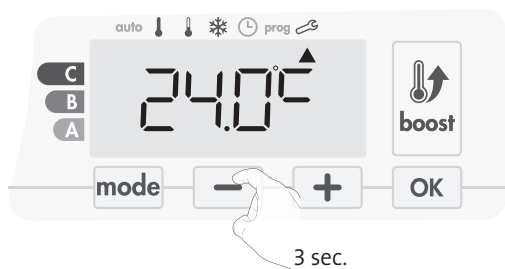 auto prog
C
B
A
24.0°C
boost
mode - + OK
3 sec.